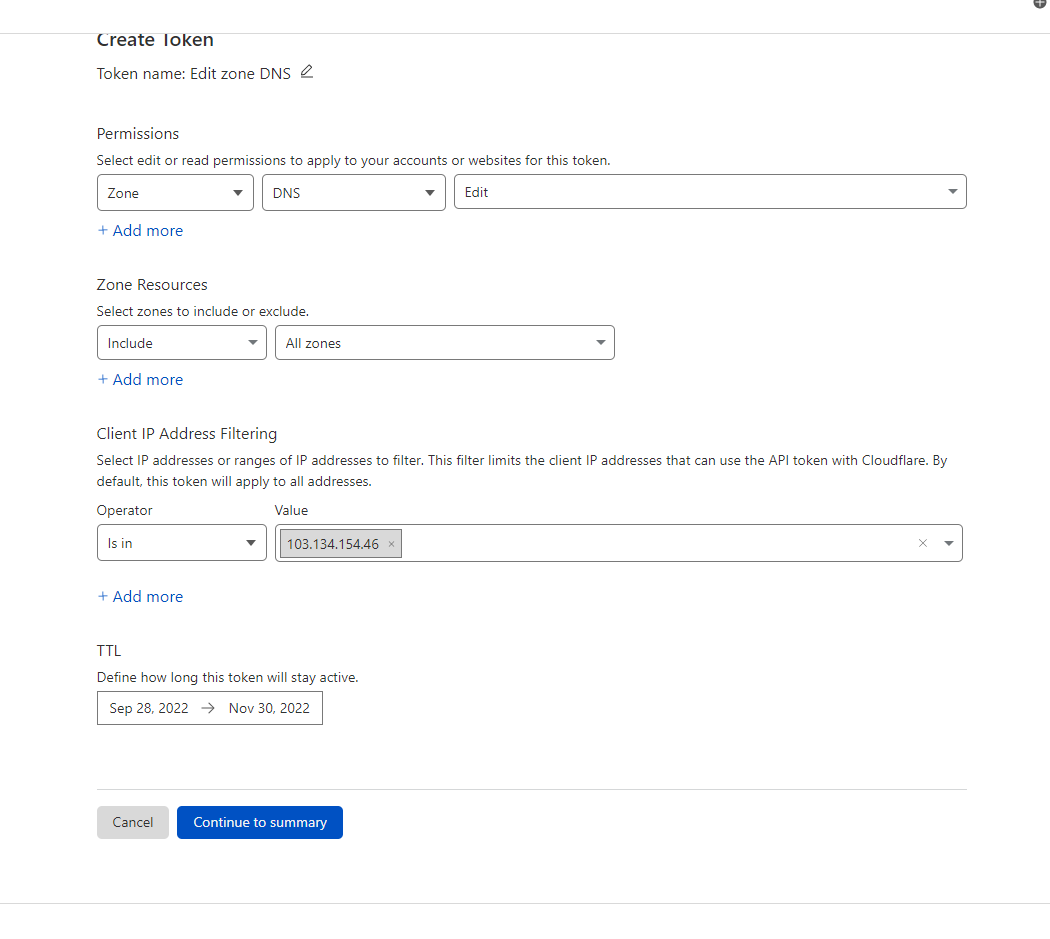 Create Token
Token name: Edit zone DNS
Permissions
Select edit or read permissions to apply to your accounts or websites for this token.
Zone DNS Edit
+ Add more
Zone Resources
Select zones to include or exclude.
Include All zones
+ Add more
Client IP Address Filtering
Select IP addresses or ranges of IP addresses to filter. This filter limits the client IP addresses that can use the API token with Cloudflare. By
default, this token will apply to all addresses.
Operator Value
Is in 103.134.154.46 ×
+ Add more
TTL
Define how long this token will stay active.
Sep 28, 2022 → Nov 30, 2022
Cancel Continue to summary